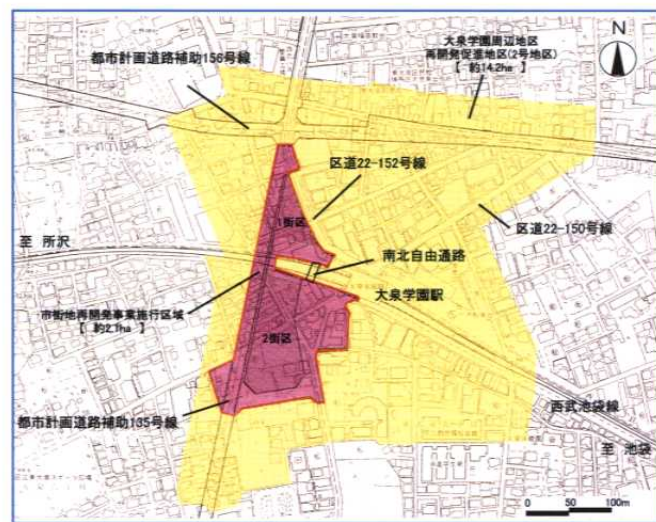 N
大泉学園周辺地区
再開発促進地区(2号地区)
【 約14.2ha 】
都市計画道路補助156号線
区道22-152号線
1街区
至 所沢
区道22-150号線
南北自由通路
大泉学園駅
市街地再開発事業施行区域
【 約2.1ha 】
2街区
都市計画道路補助135号線
西武池袋線
至 池袋
0 50 100m